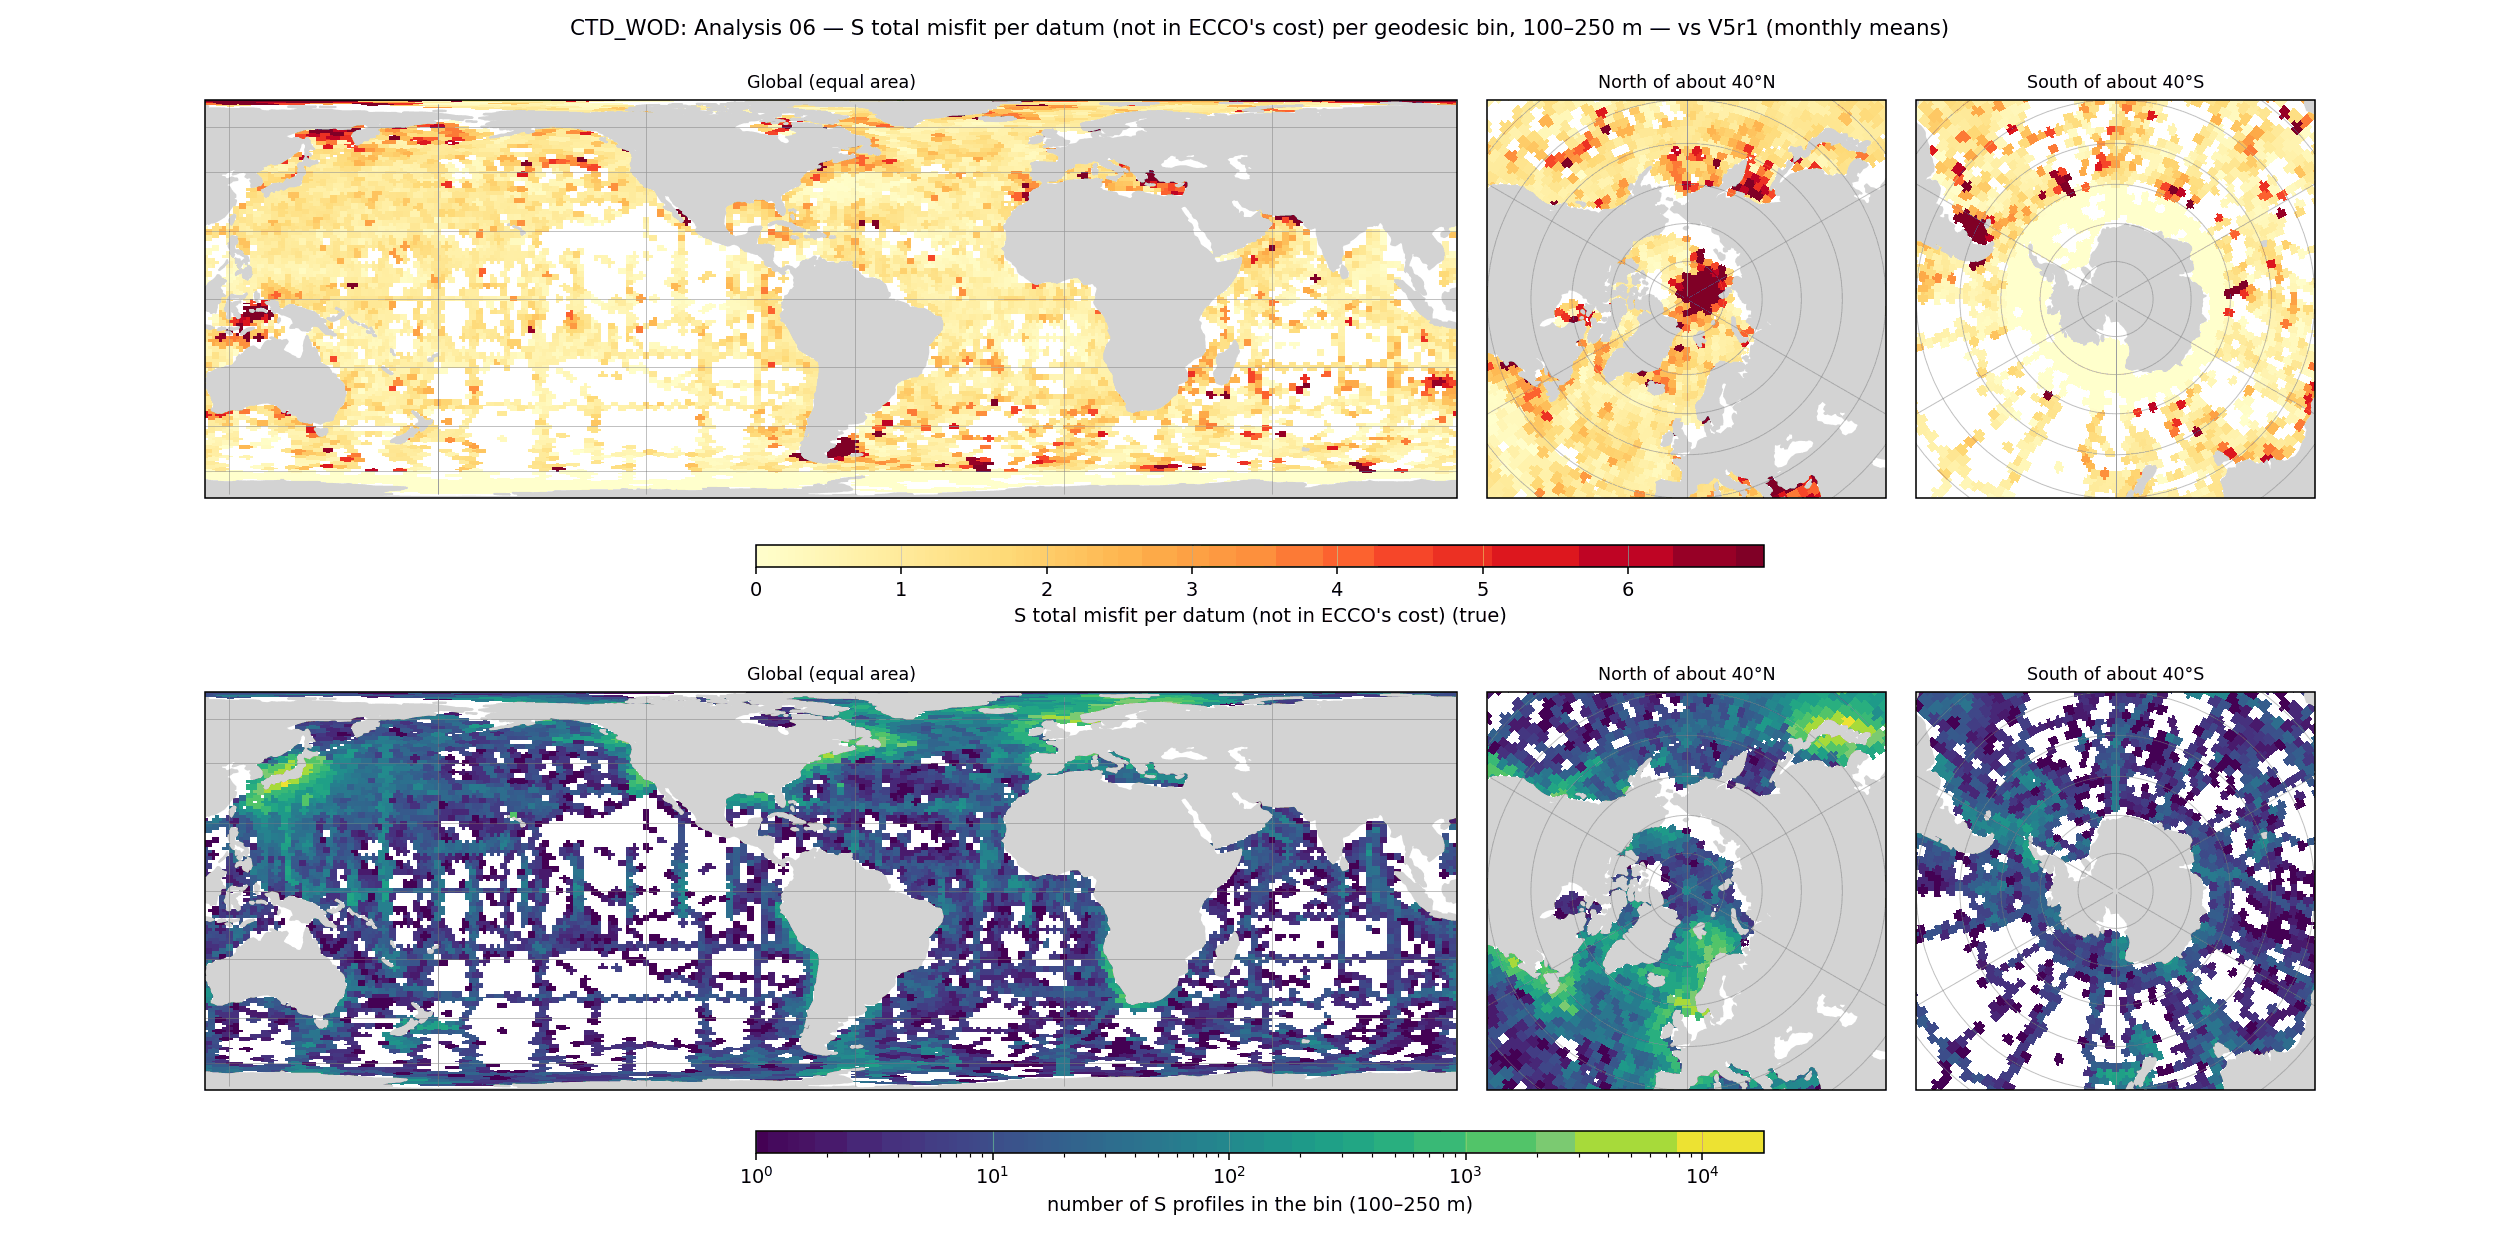 CTD_WOD: Analysis 06 — S total misfit per datum (not in ECCO's cost) per geodesic bin, 100–250 m — vs V5r1 (monthly means)
Global (equal area)
North of about 40°N
South of about 40°S
0 1 2 3 4 5 6
S total misfit per datum (not in ECCO's cost) (true)
Global (equal area)
North of about 40°N
South of about 40°S
10⁰ 10¹ 10² 10³ 10⁴
number of S profiles in the bin (100–250 m)